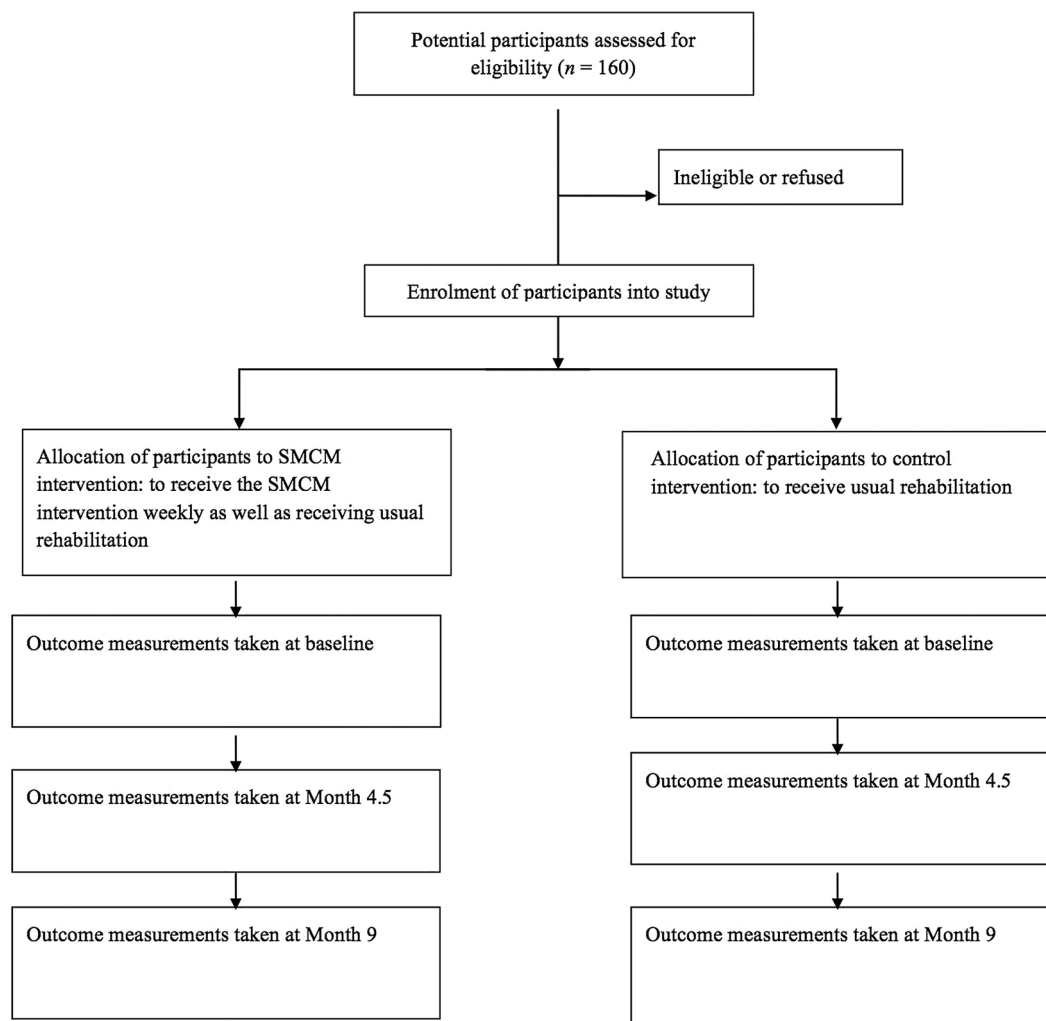 Potential participants assessed for
eligibility (n = 160)
Ineligible or refused
Enrolment of participants into study
Allocation of participants to SMCM
intervention: to receive the SMCM
intervention weekly as well as receiving usual
rehabilitation
Allocation of participants to control
intervention: to receive usual rehabilitation
Outcome measurements taken at baseline
Outcome measurements taken at baseline
Outcome measurements taken at Month 4.5
Outcome measurements taken at Month 4.5
Outcome measurements taken at Month 9
Outcome measurements taken at Month 9